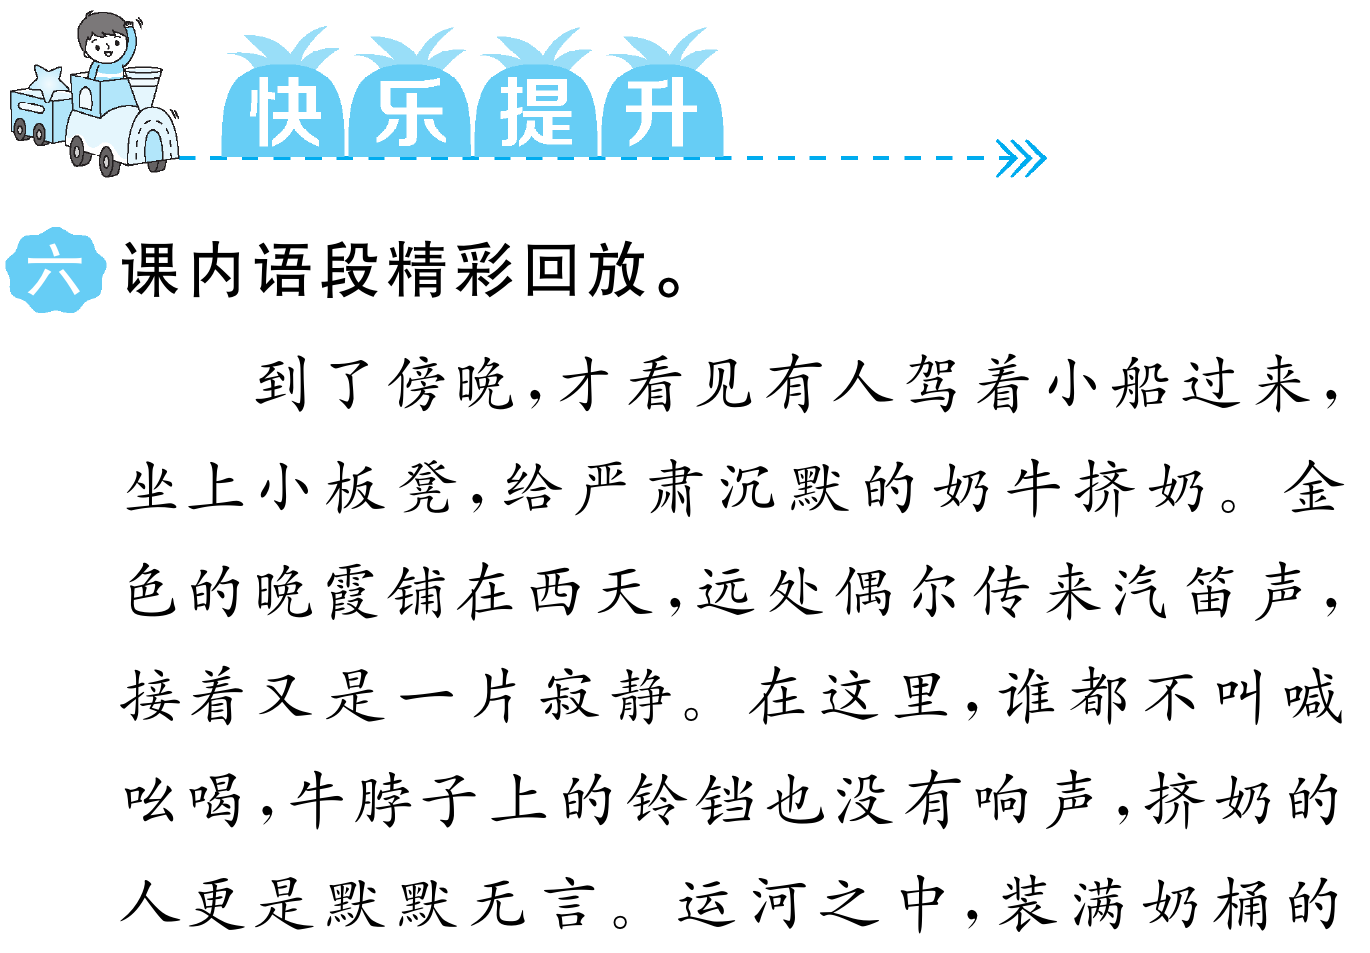 快乐提升
六 课内语段精彩回放。
到了傍晚,才看见有人驾着小船过来,
坐上小板凳,给严肃沉默的奶牛挤奶。金
色的晚霞铺在西天,远处偶尔传来汽笛声,
接着又是一片寂静。在这里,谁都不叫喊
吆喝,牛脖子上的铃铛也没有响声,挤奶的
人更是默默无言。运河之中,装满奶桶的